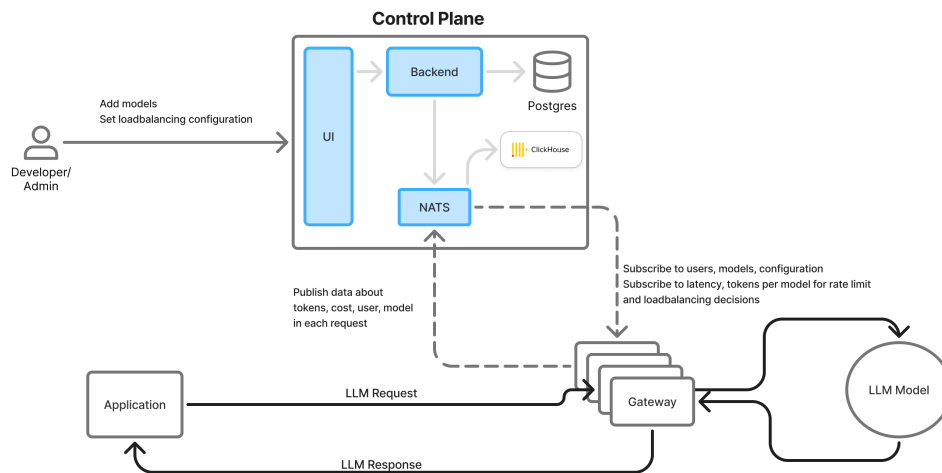 Control Plane
Backend
Postgres
UI
ClickHouse
NATS
Add models
Set loadbalancing configuration
Developer/
Admin
Publish data about
tokens, cost, user, model
in each request
Subscribe to users, models, configuration
Subscribe to latency, tokens per model for rate limit
and loadbalancing decisions
Application
LLM Request
Gateway
LLM Model
LLM Response